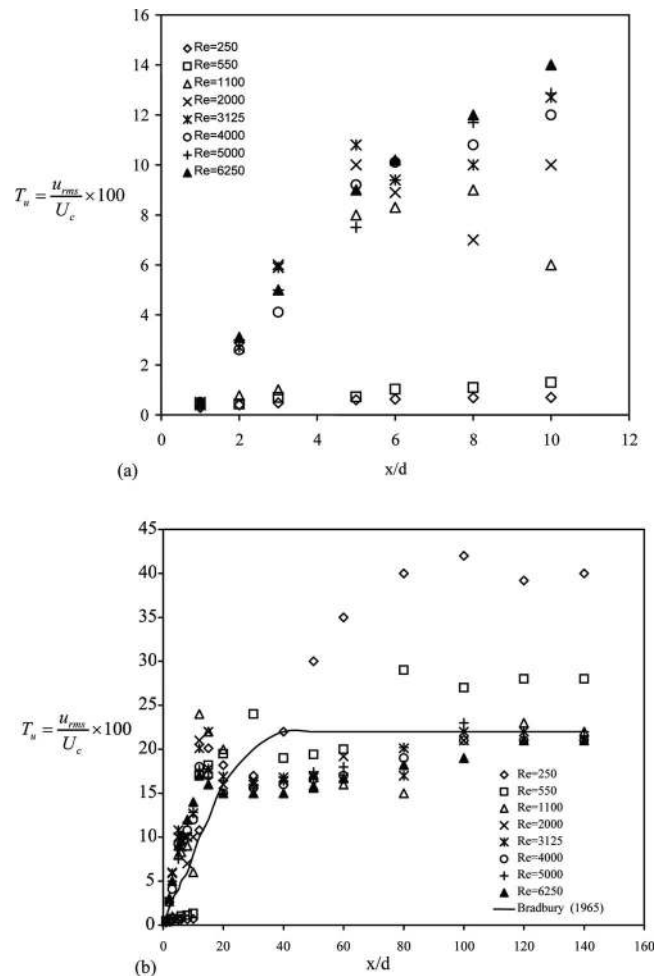 16
14
12
10
8
6
4
2
0
Re=250
Re=550
Re=1100
Re=2000
Re=3125
Re=4000
Re=5000
Re=6250
T_u = u_rms / U_c × 100
0 2 4 6 8 10 12
x/d
(a)
45
40
35
30
25
20
15
10
5
0
T_u = u_rms / U_c × 100
Re=250
Re=550
Re=1100
Re=2000
Re=3125
Re=4000
Re=5000
Re=6250
Bradbury (1965)
0 20 40 60 80 100 120 140 160
x/d
(b)